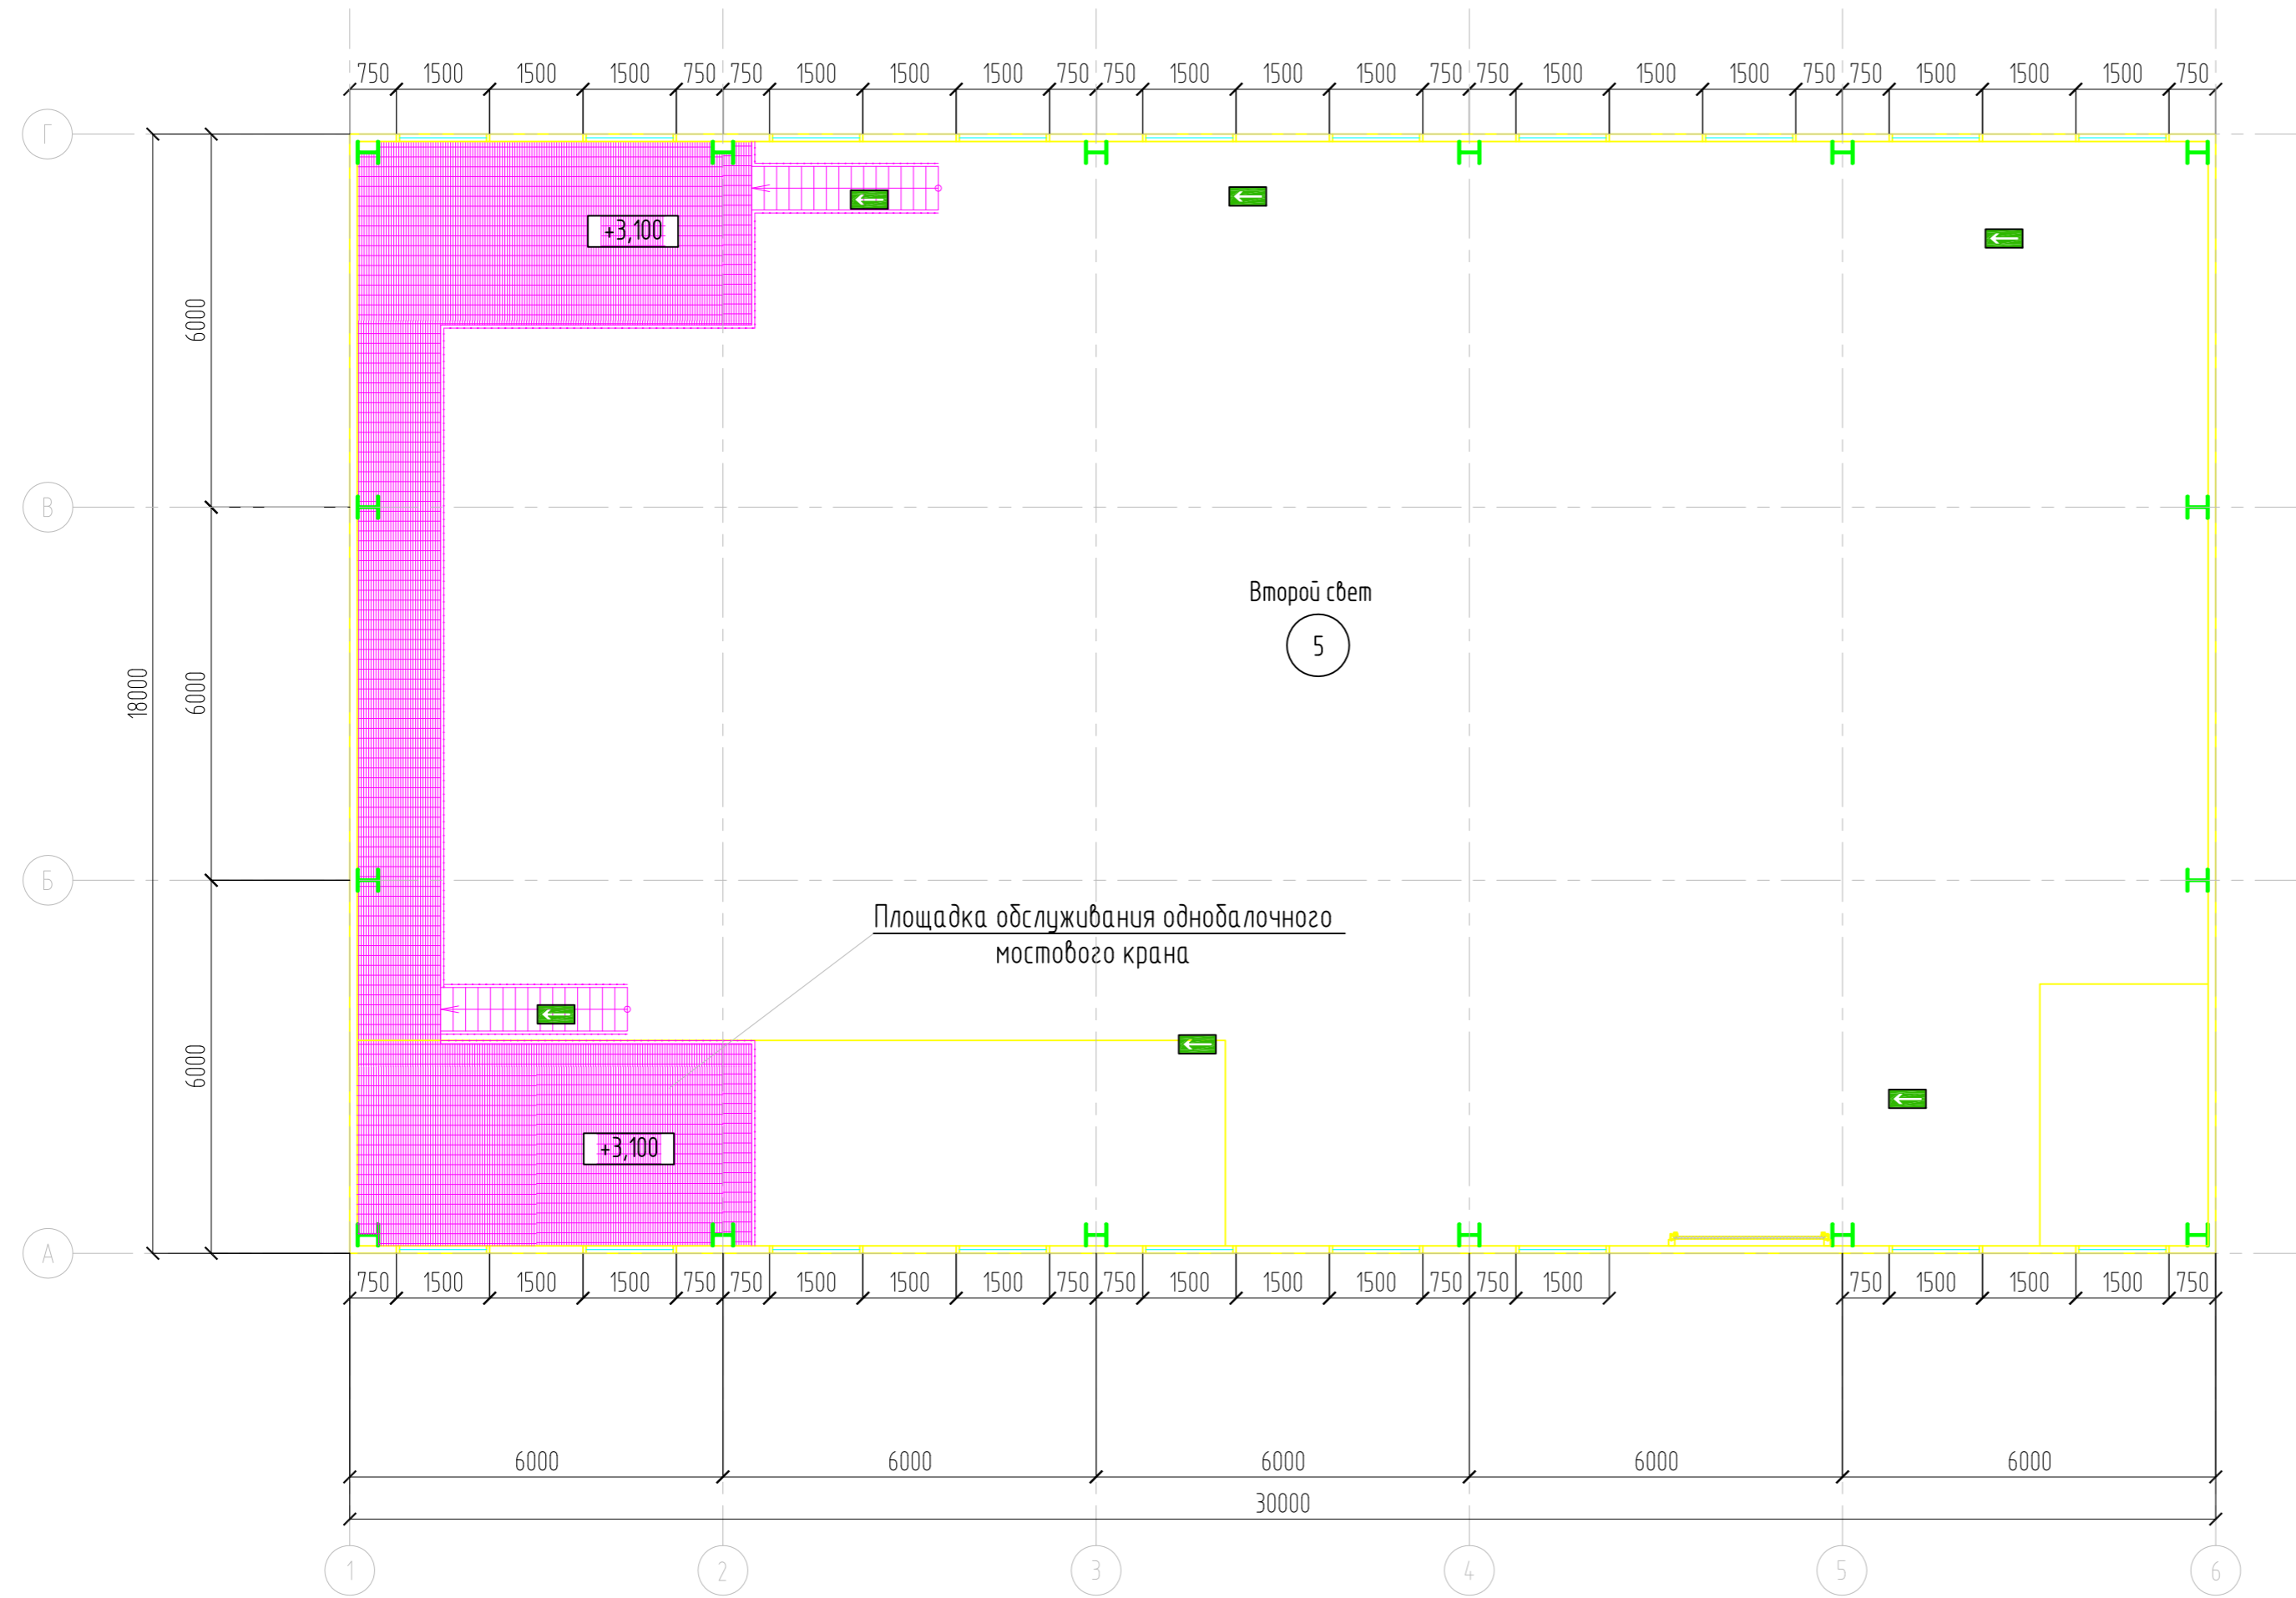 750 1500 1500 1500 750 750 1500 1500 1500 750 750 1500 1500 1500 750 750 1500 1500 1500 750 750 1500 1500 1500 750
Г
+3,100
6000
В
Второй свет
5
18000
6000
Б
Площадка обслуживания однобалочного
мостового крана
6000
+3,100
А
750 1500 1500 1500 750 750 1500 1500 1500 750 750 1500 1500 1500 750 750 1500 750 1500 1500 1500 750
6000 6000 6000 6000 6000
30000
1 2 3 4 5 6